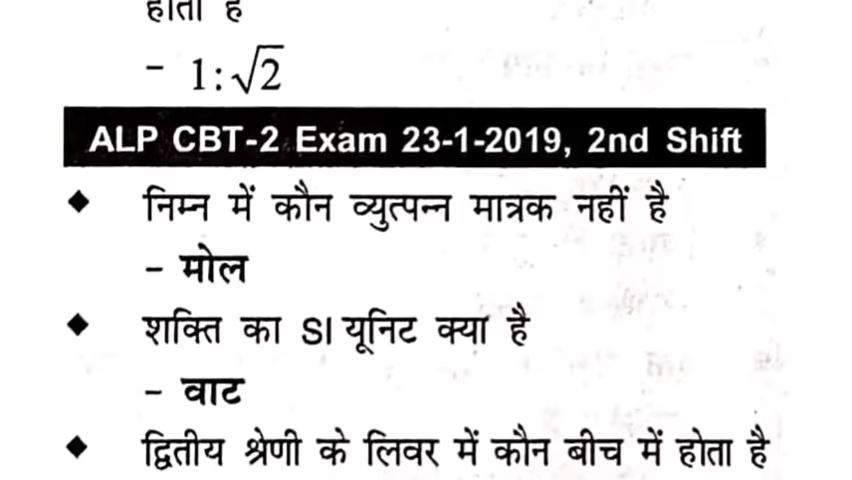 होता है
- 1:√2
ALP CBT-2 Exam 23-1-2019, 2nd Shift
◆ निम्न में कौन व्युत्पन्न मात्रक नहीं है
- मोल
◆ शक्ति का SI यूनिट क्या है
- वाट
◆ द्वितीय श्रेणी के लिवर में कौन बीच में होता है